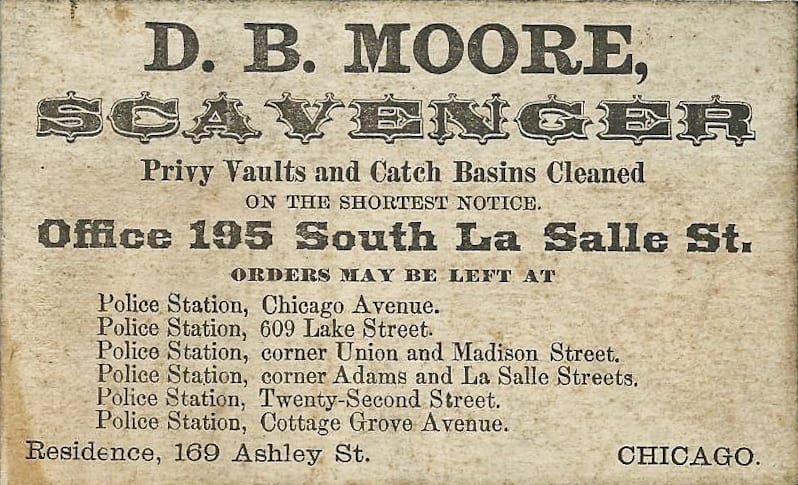 D. B. MOORE,
SCAVENGER
Privy Vaults and Catch Basins Cleaned
ON THE SHORTEST NOTICE.
Office 195 South La Salle St.
ORDERS MAY BE LEFT AT
Police Station, Chicago Avenue.
Police Station, 609 Lake Street.
Police Station, corner Union and Madison Street.
Police Station, corner Adams and La Salle Streets.
Police Station, Twenty-Second Street.
Police Station, Cottage Grove Avenue.
Residence, 169 Ashley St. CHICAGO.